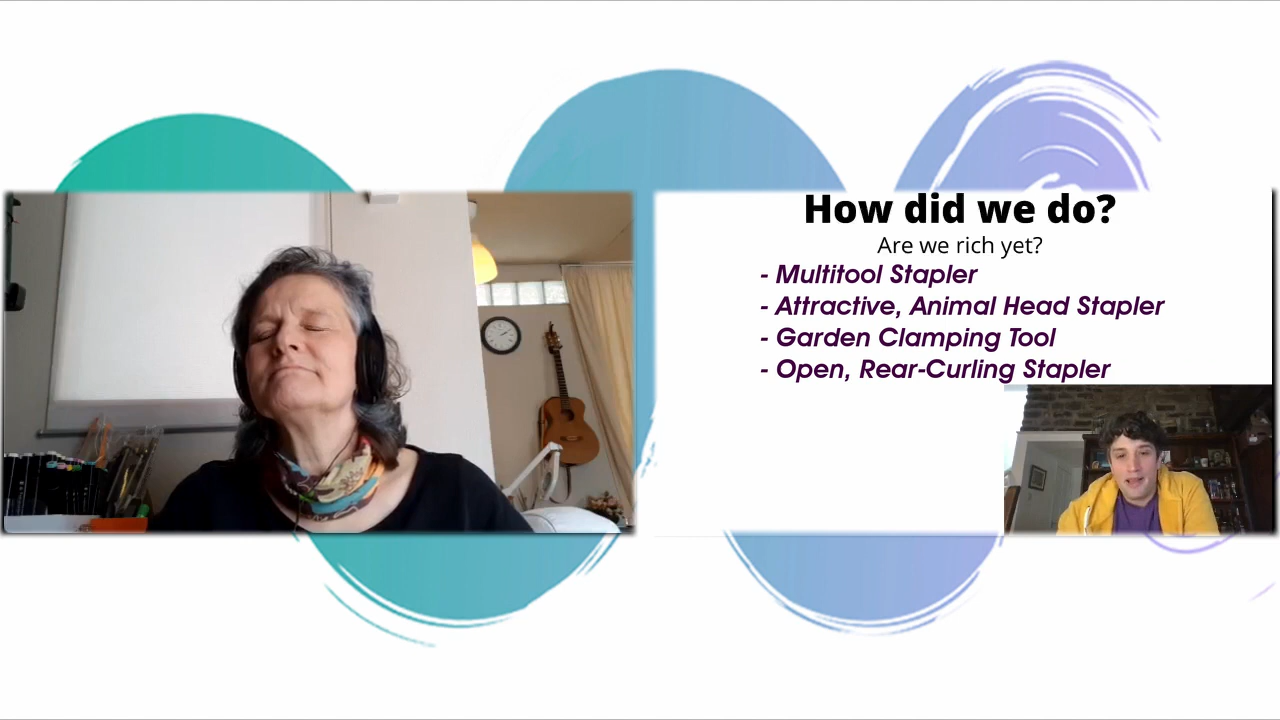 How did we do?
Are we rich yet?
- Multitool Stapler
- Attractive, Animal Head Stapler
- Garden Clamping Tool
- Open, Rear-Curling Stapler